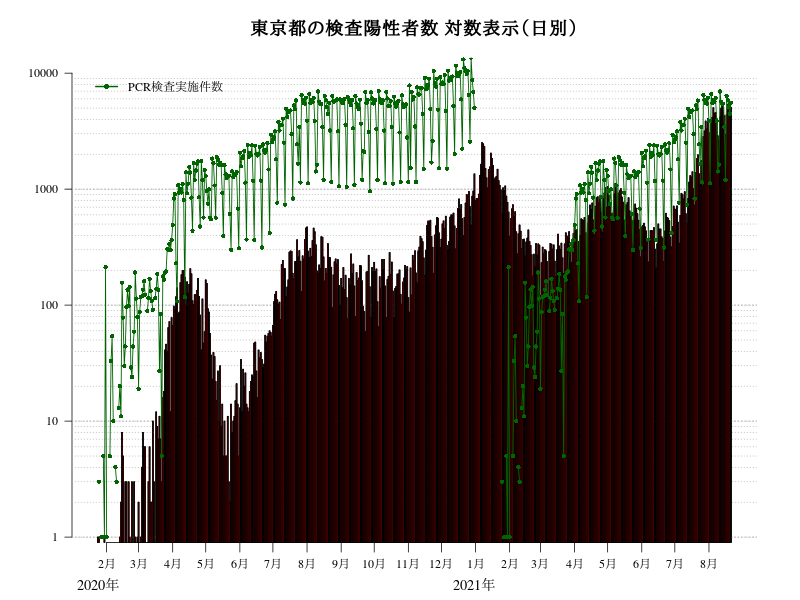 東京都の検査陽性者数 対数表示（日別）
PCR検査実施件数
10000
1000
100
10
1
2月 3月 4月 5月 6月 7月 8月 9月 10月 11月 12月 1月 2月 3月 4月 5月 6月 7月 8月
2020年 2021年